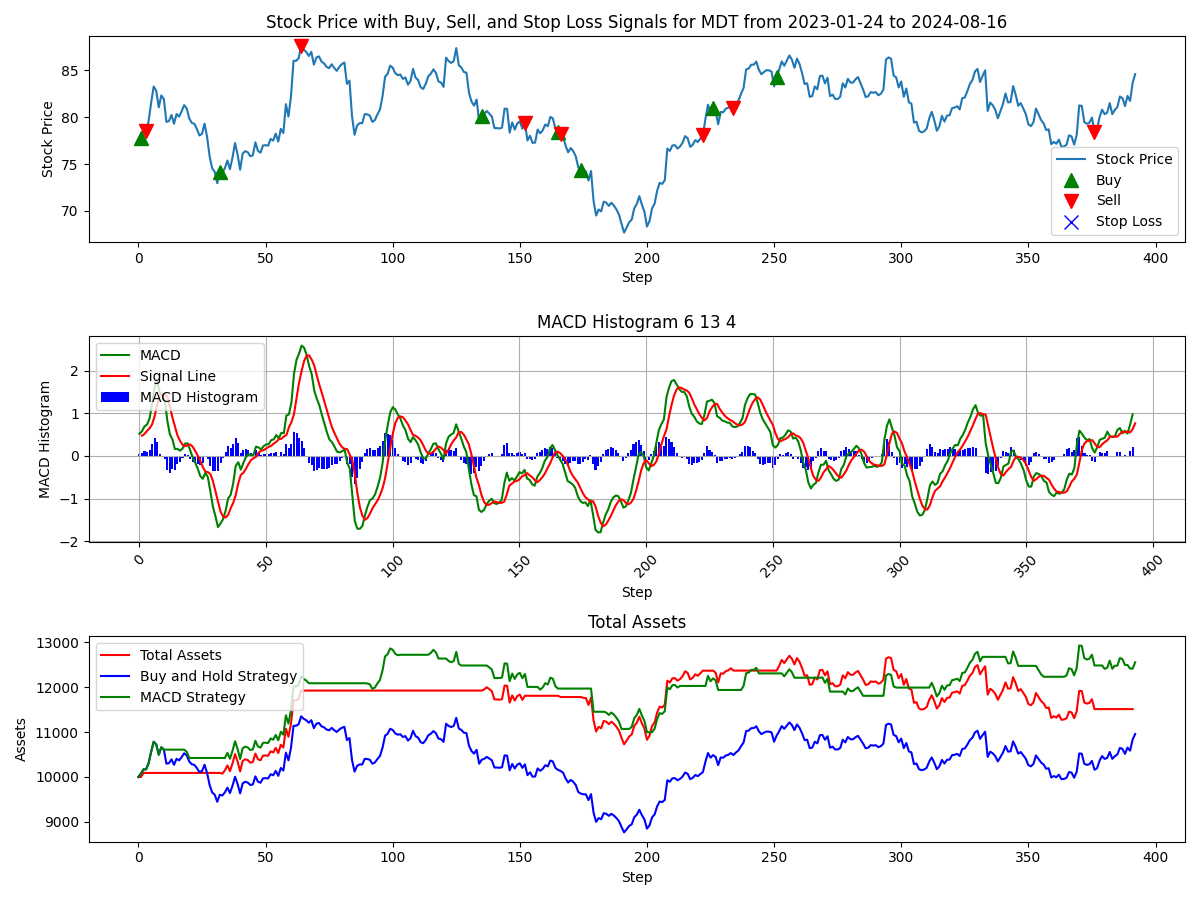 Stock Price with Buy, Sell, and Stop Loss Signals for MDT from 2023-01-24 to 2024-08-16
Stock Price
85
80
75
70
Stock Price
Buy
Sell
Stop Loss
0 50 100 150 200 250 300 350 400
Step
MACD Histogram 6 13 4
MACD Histogram
2
1
0
−1
−2
MACD
Signal Line
MACD Histogram
0 50 100 150 200 250 300 350 400
Step
Total Assets
Assets
13000
12000
11000
10000
9000
Total Assets
Buy and Hold Strategy
MACD Strategy
0 50 100 150 200 250 300 350 400
Step